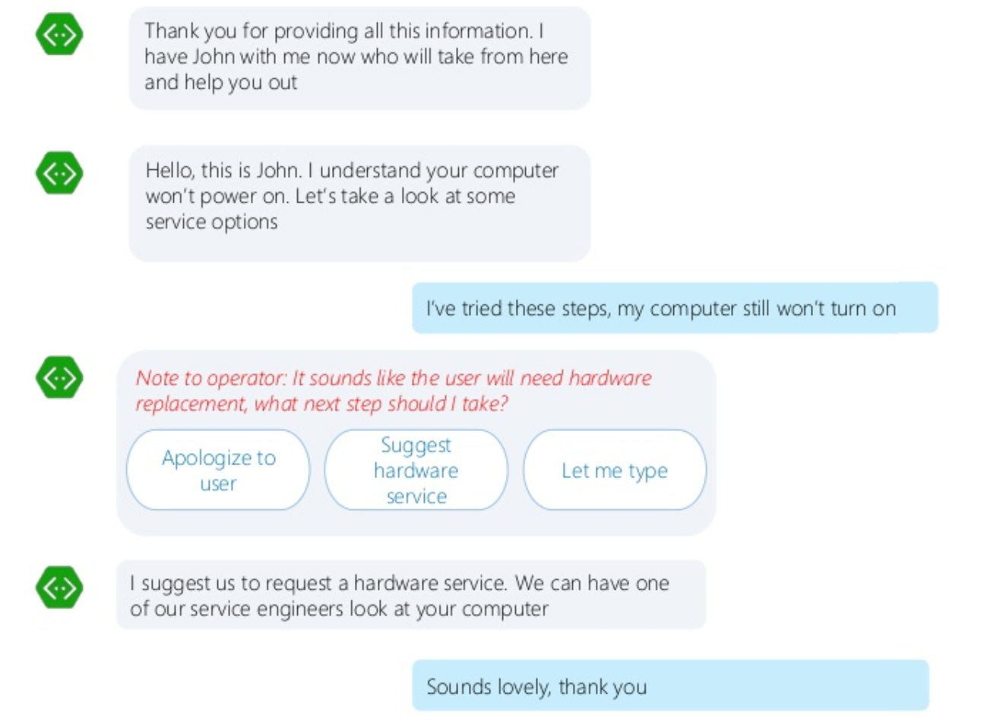 Thank you for providing all this information. I
have John with me now who will take from here
and help you out
Hello, this is John. I understand your computer
won't power on. Let's take a look at some
service options
I've tried these steps, my computer still won't turn on
Note to operator: It sounds like the user will need hardware
replacement, what next step should I take?
Apologize to
user
Suggest
hardware
service
Let me type
I suggest us to request a hardware service. We can have one
of our service engineers look at your computer
Sounds lovely, thank you